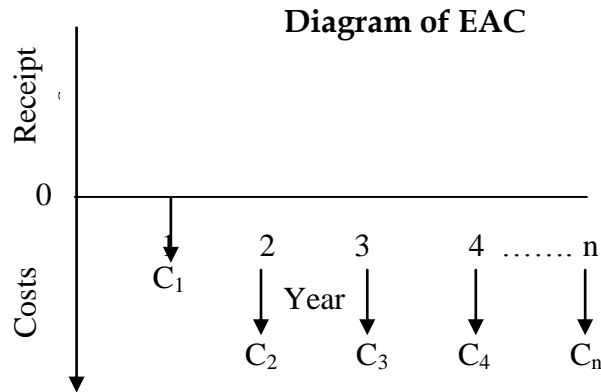 Diagram of EAC
Receipt
0
1 2 3 4 ....... n
C₁
Year
Costs
C₂ C₃ C₄ Cₙ